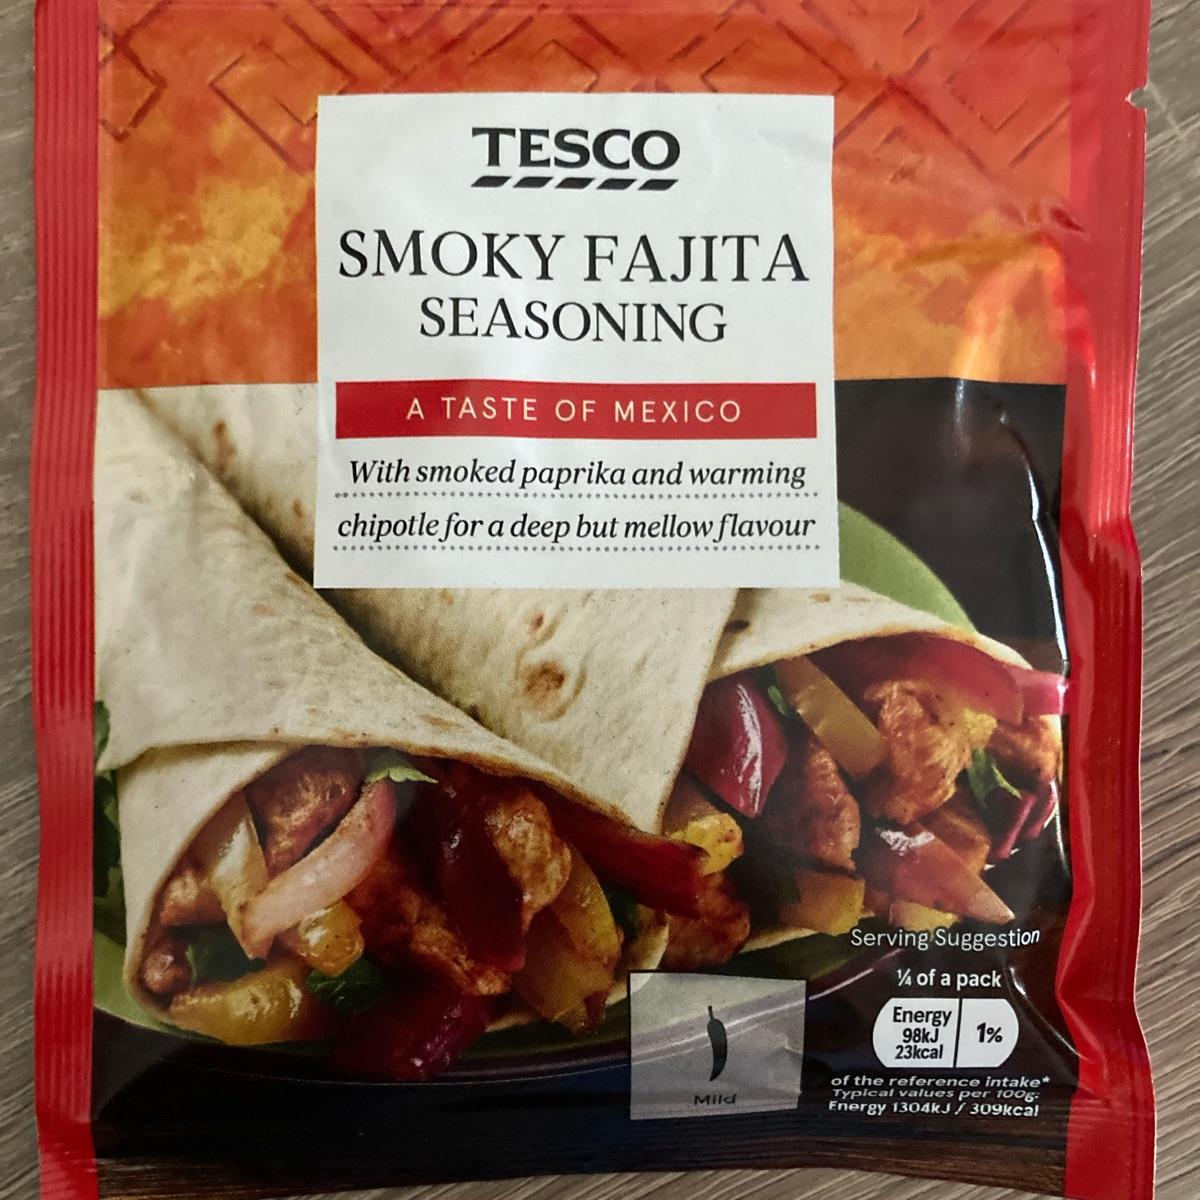 TESCO
SMOKY FAJITA
SEASONING
A TASTE OF MEXICO
With smoked paprika and warming
chipotle for a deep but mellow flavour
Serving Suggestion
¼ of a pack
Energy
98kJ
23kcal
1%
of the reference intake*
Typical values per 100g:
Energy 1304kJ / 309kcal
Mild